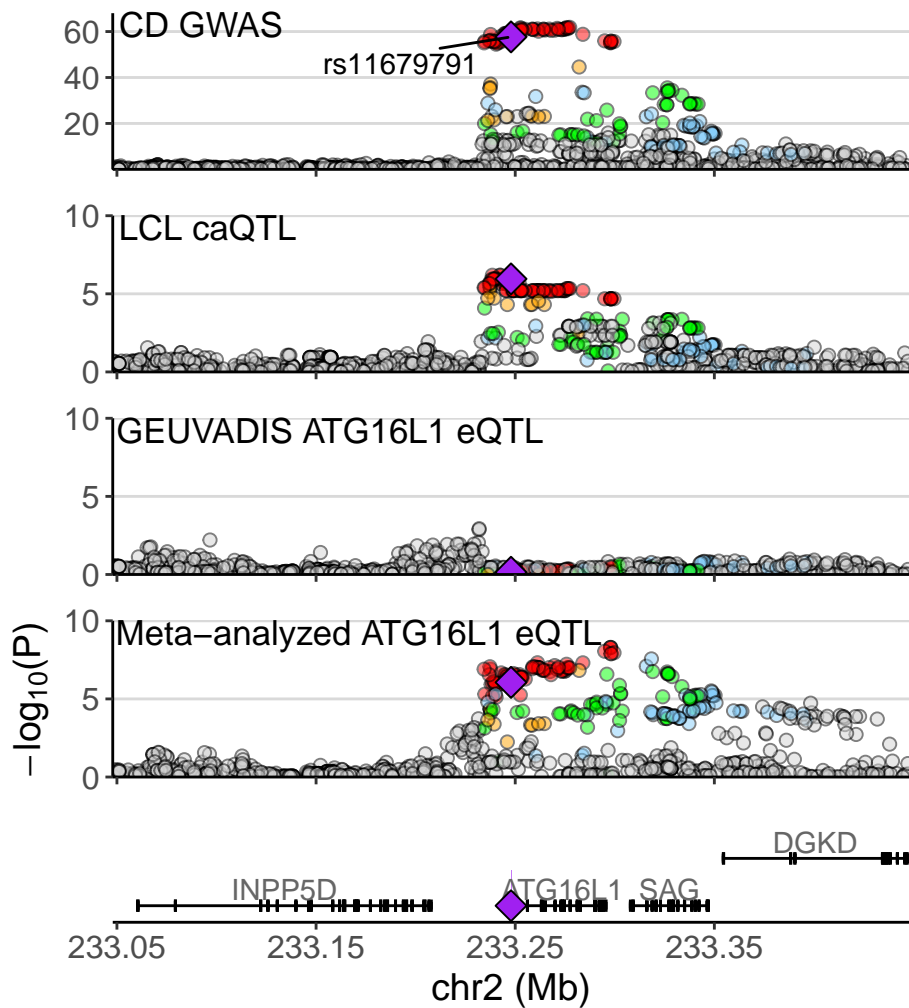 60
40
20
CD GWAS
rs11679791
10
5
0
LCL caQTL
10
5
0
GEUVADIS ATG16L1 eQTL
10
5
0
Meta−analyzed ATG16L1 eQTL
−log10(P)
DGKD
INPP5D ATG16L1 SAG
233.05 233.15 233.25 233.35
chr2 (Mb)